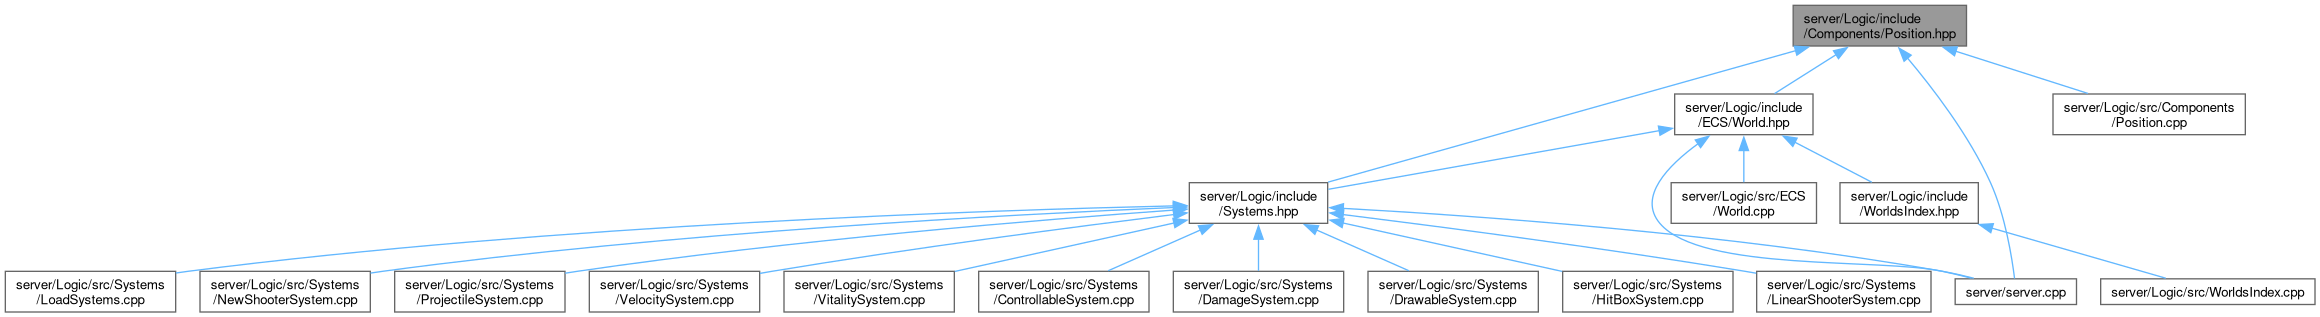 server/Logic/include
/Components/Position.hpp
server/Logic/include
/ECS/World.hpp
server/Logic/src/Components
/Position.cpp
server/Logic/include
/Systems.hpp
server/Logic/src/ECS
/World.cpp
server/Logic/include
/WorldsIndex.hpp
server/Logic/src/Systems
/LoadSystems.cpp
server/Logic/src/Systems
/NewShooterSystem.cpp
server/Logic/src/Systems
/ProjectileSystem.cpp
server/Logic/src/Systems
/VelocitySystem.cpp
server/Logic/src/Systems
/VitalitySystem.cpp
server/Logic/src/Systems
/ControllableSystem.cpp
server/Logic/src/Systems
/DamageSystem.cpp
server/Logic/src/Systems
/DrawableSystem.cpp
server/Logic/src/Systems
/HitBoxSystem.cpp
server/Logic/src/Systems
/LinearShooterSystem.cpp
server/server.cpp
server/Logic/src/WorldsIndex.cpp